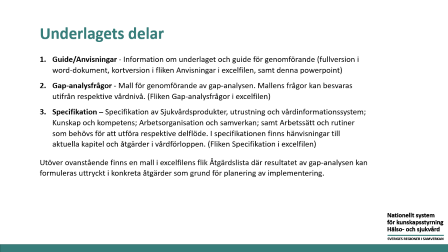 Underlagets delar
1. Guide/Anvisningar - Information om underlaget och guide för genomförande (fullversion i
word-dokument, kortversion i fliken Anvisningar i excelfilen, samt denna powerpoint)
2. Gap-analysfrågor - Mall för genomförande av gap-analysen. Mallens frågor kan besvaras
utifrån respektive vårdnivå. (Fliken Gap-analysfrågor i excelfilen)
3. Specifikation – Specifikation av Sjukvårdsprodukter, utrustning och vårdinformationssystem;
Kunskap och kompetens; Arbetsorganisation och samverkan; samt Arbetssätt och rutiner
som behövs för att utföra respektive delflöde. I specifikationen finns hänvisningar till
aktuella kapitel och åtgärder i vårdförloppen. (Fliken Specifikation i excelfilen)
Utöver ovanstående finns en mall i excelfilens flik Åtgärdslista där resultatet av gap-analysen kan
formuleras uttryckt i konkreta åtgärder som grund för planering av implementering.
Nationellt system
för kunskapsstyrning
Hälso- och sjukvård
SVERIGES REGIONER I SAMVERKAN